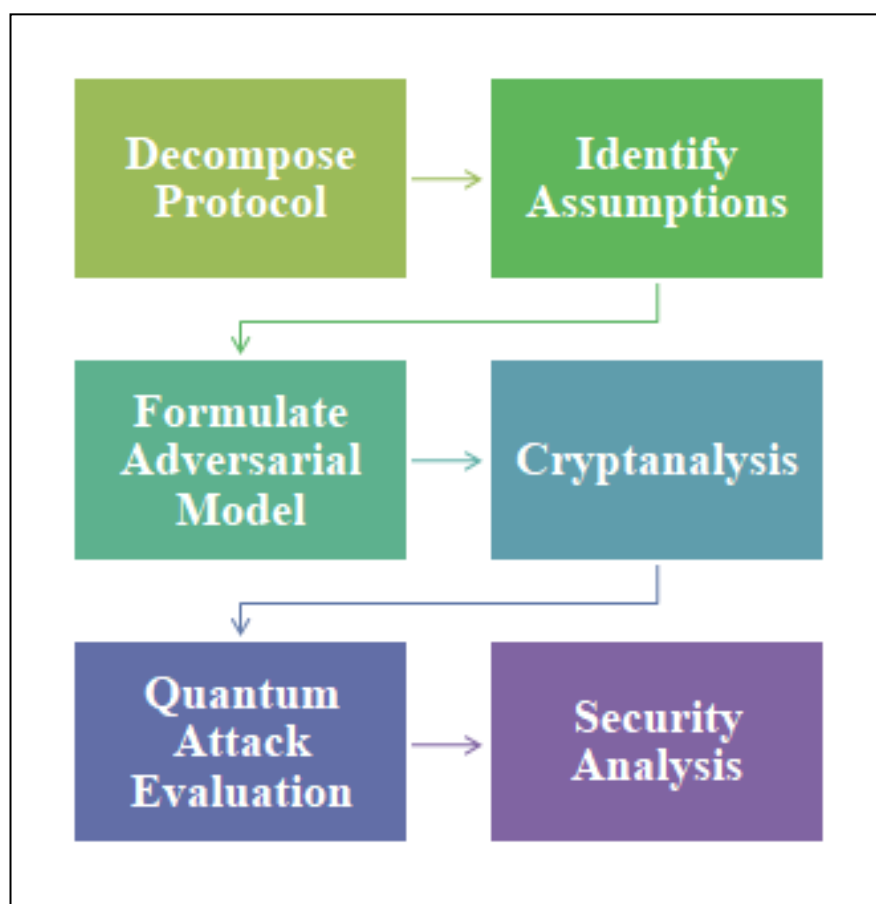 Decompose
Protocol
Identify
Assumptions
Formulate
Adversarial
Model
Cryptanalysis
Quantum
Attack
Evaluation
Security
Analysis